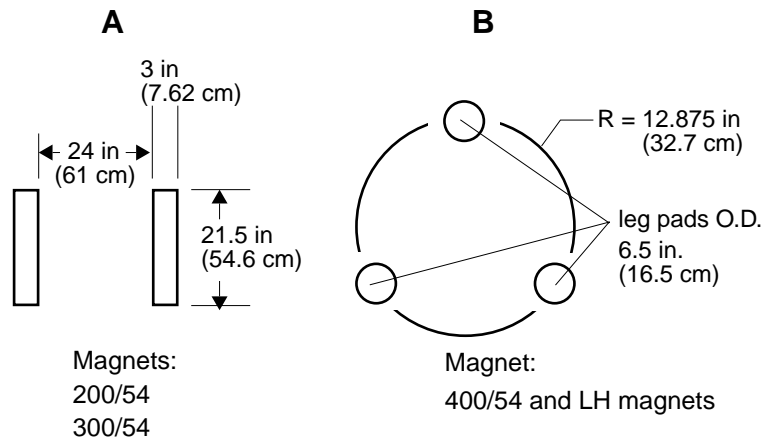 A
3 in
(7.62 cm)
24 in
(61 cm)
21.5 in
(54.6 cm)
Magnets:
200/54
300/54
B
R = 12.875 in
(32.7 cm)
leg pads O.D.
6.5 in.
(16.5 cm)
Magnet:
400/54 and LH magnets